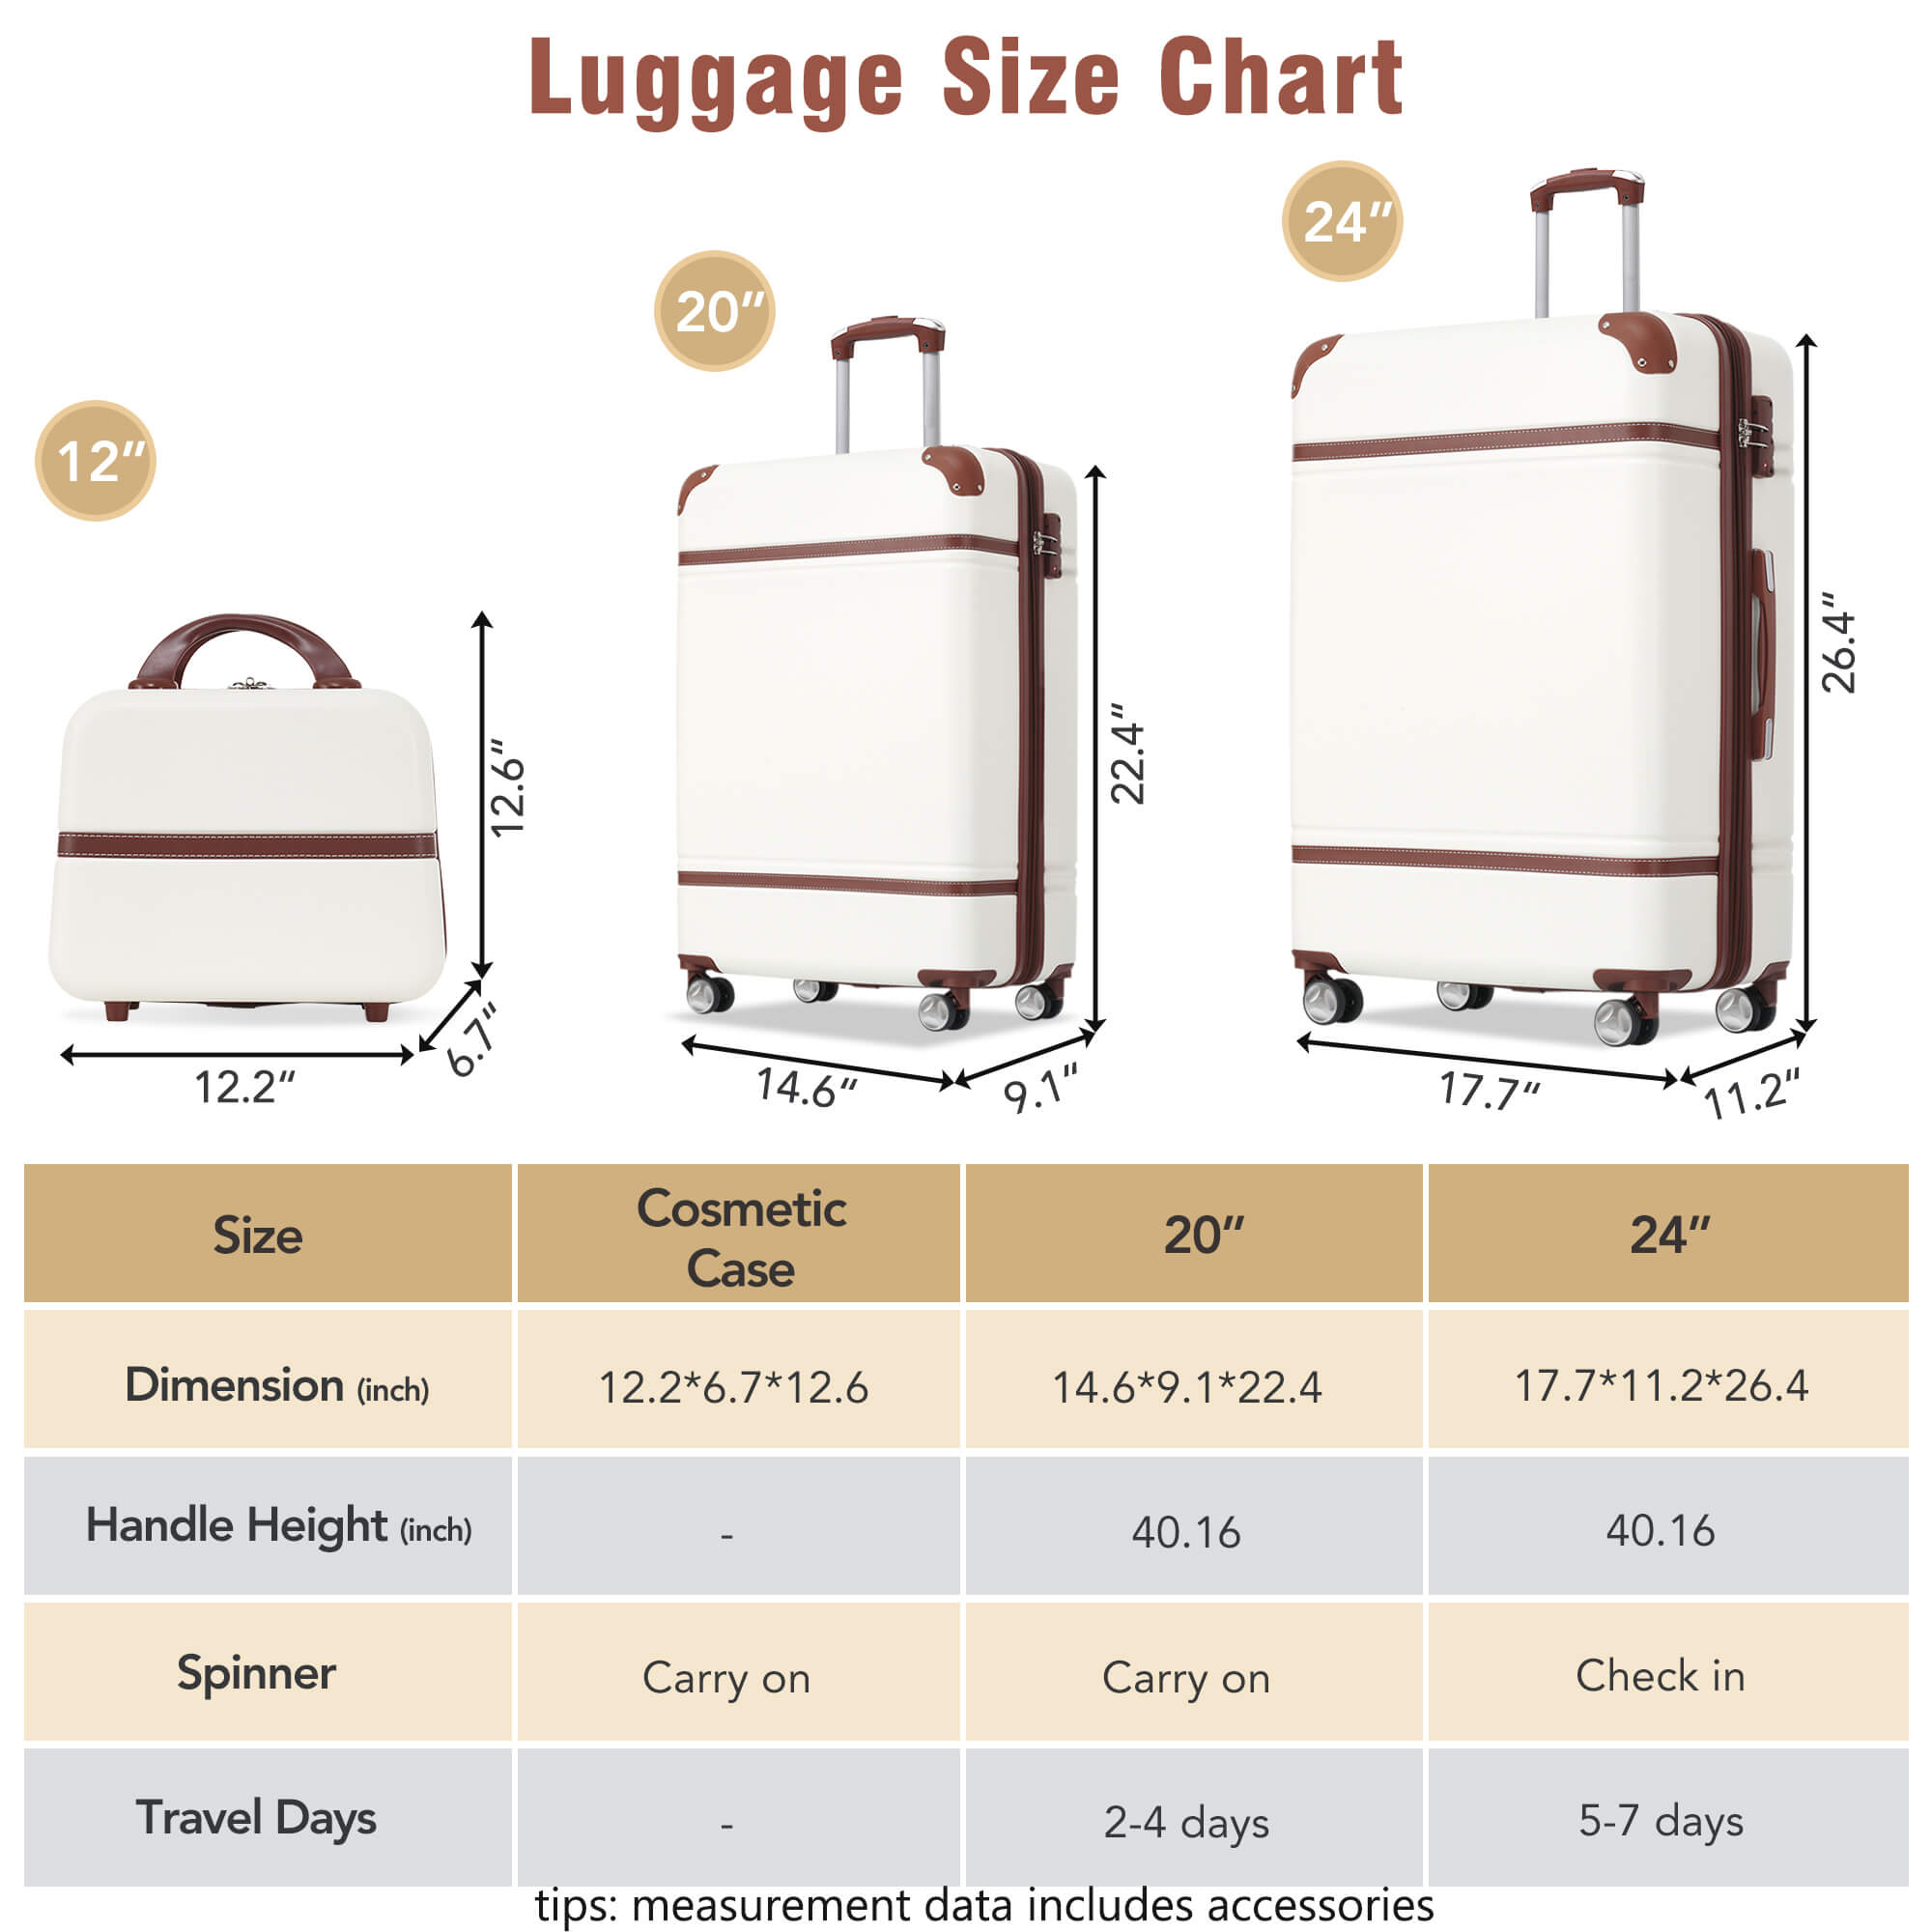 Luggage Size Chart
24″
20″
12″
26.4″
22.4″
12.6″
6.7″
12.2″
14.6″
9.1″
17.7″
11.2″
Size
Cosmetic
Case
20″
24″
Dimension (inch)
12.2*6.7*12.6
14.6*9.1*22.4
17.7*11.2*26.4
Handle Height (inch)
-
40.16
40.16
Spinner
Carry on
Carry on
Check in
Travel Days
-
2-4 days
5-7 days
tips: measurement data includes accessories